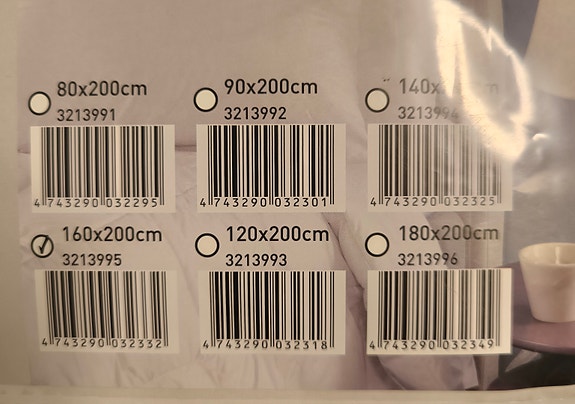 80x200cm
3213991
4 743290 032295
90x200cm
3213992
4 743290 032301
140x
3213994
4 743290 032325
160x200cm
3213995
4 743290 032332
120x200cm
3213993
4 743290 032318
180x200cm
3213996
4 743290 032349